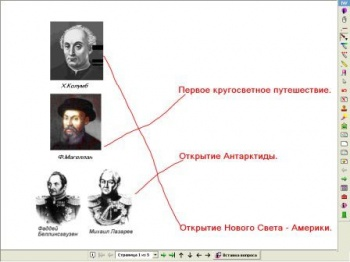 Х.Колумб
Первое кругосветное путешествие.
Ф.Магеллан
Открытие Антарктиды.
Фаддей
Беллинсгаузен
Михаил Лазарев
Открытие Нового Света - Америки.
Страница 1 из 5
Вставка вопроса